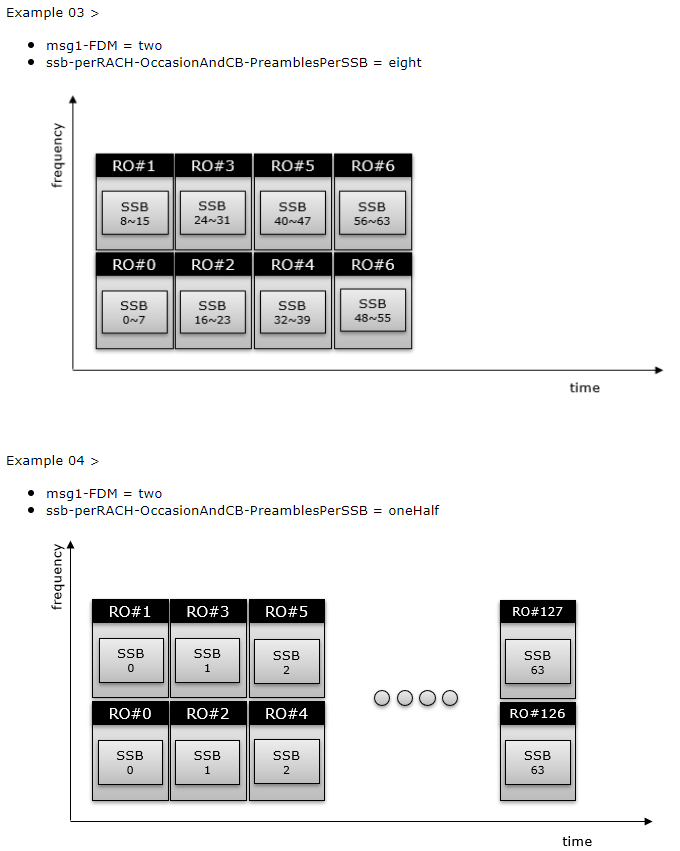 Example 03 >
msg1-FDM = two
ssb-perRACH-OccasionAndCB-PreamblesPerSSB = eight
frequency
RO#1 RO#3 RO#5 RO#6
SSB SSB SSB SSB
8~15 24~31 40~47 56~63
RO#0 RO#2 RO#4 RO#6
SSB SSB SSB SSB
0~7 16~23 32~39 48~55
time
Example 04 >
msg1-FDM = two
ssb-perRACH-OccasionAndCB-PreamblesPerSSB = oneHalf
frequency
RO#1 RO#3 RO#5 RO#127
SSB SSB SSB SSB
0 1 2 63
RO#0 RO#2 RO#4 RO#126
SSB SSB SSB SSB
0 1 2 63
time